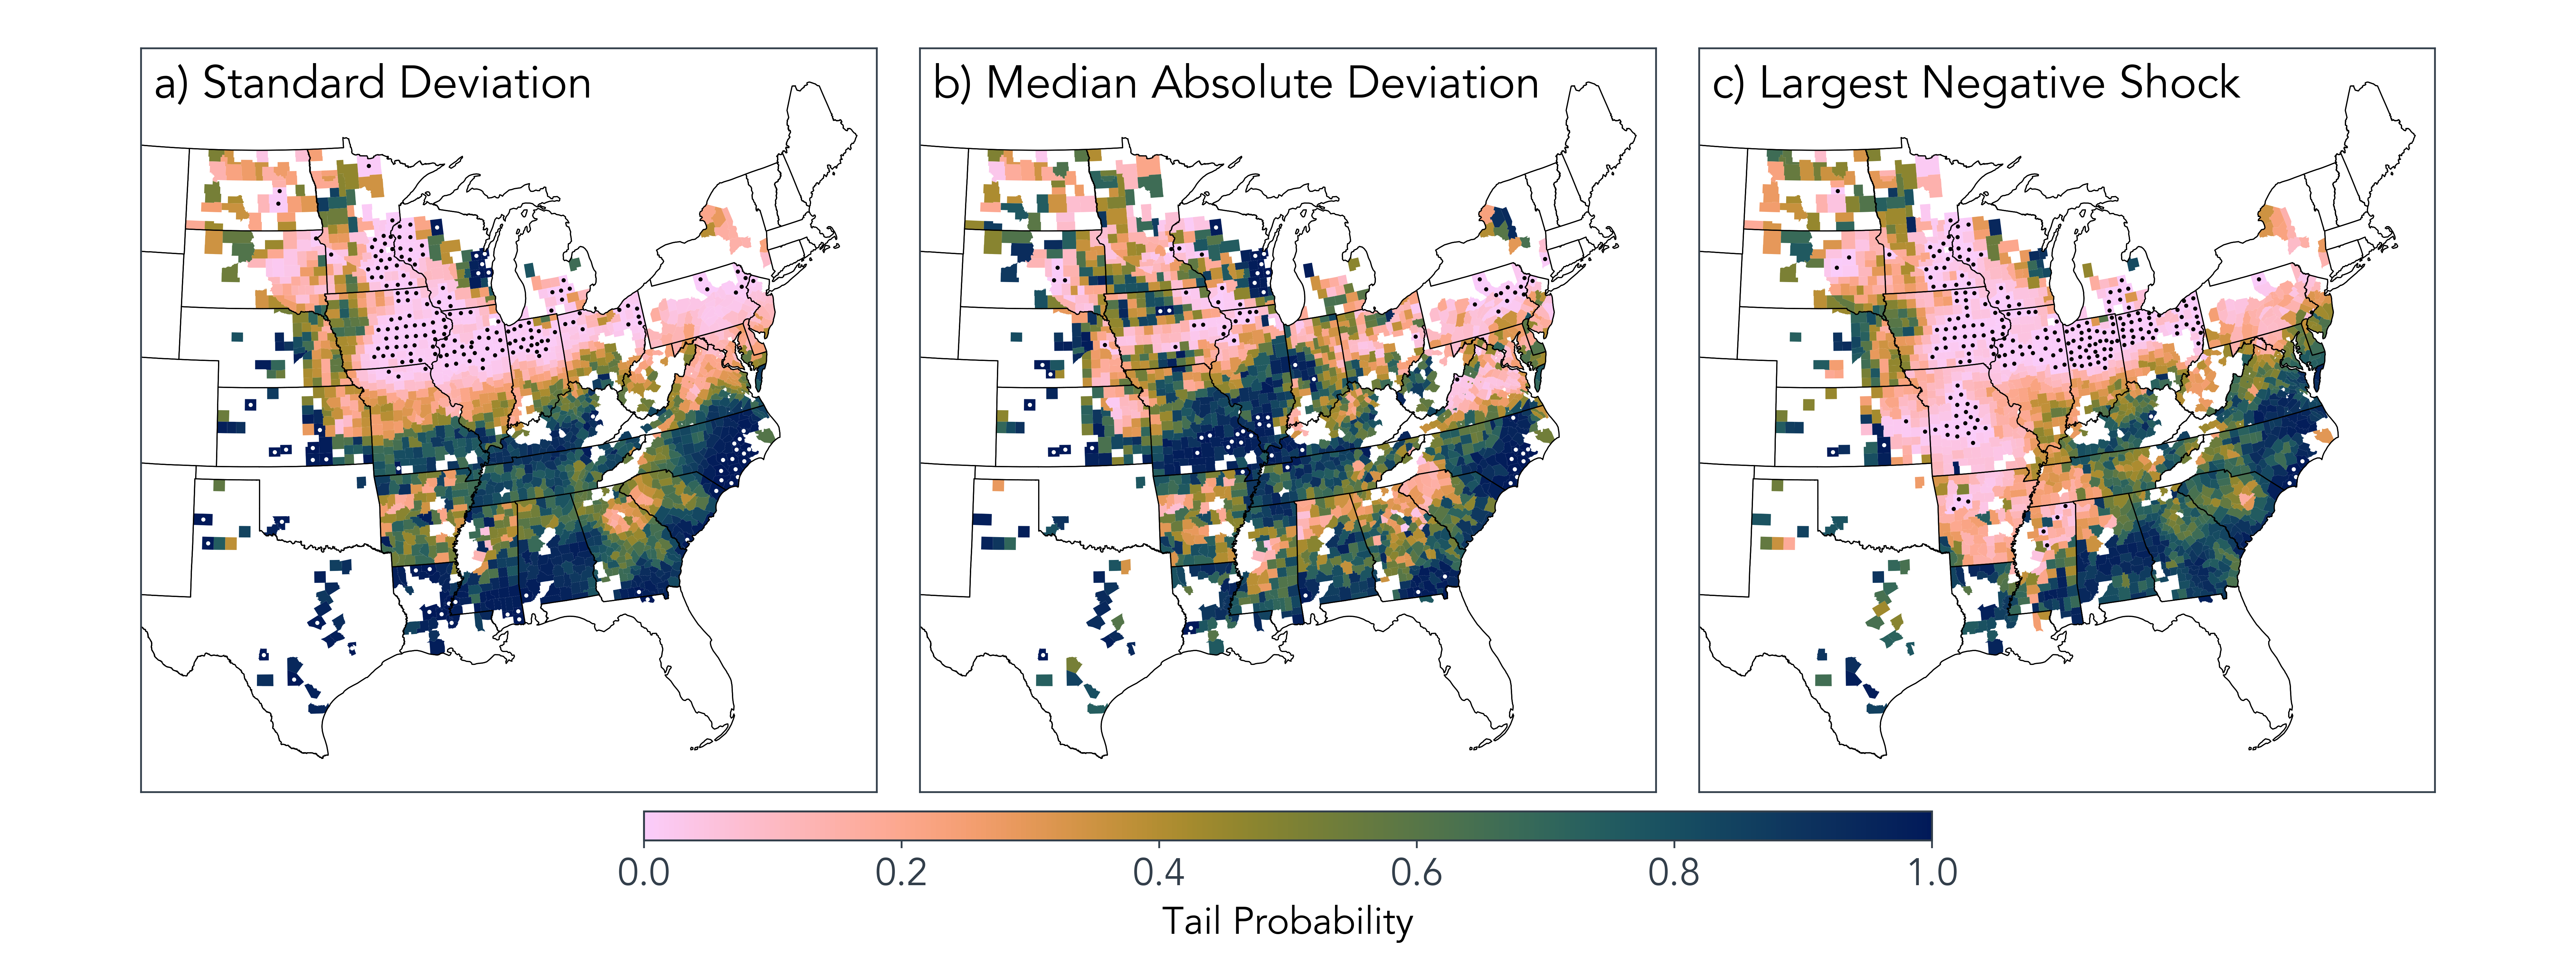 a) Standard Deviation
b) Median Absolute Deviation
c) Largest Negative Shock
0.0 0.2 0.4 0.6 0.8 1.0
Tail Probability